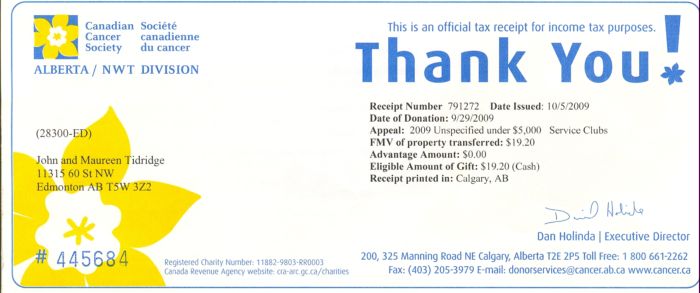 Canadian Cancer Society
Société canadienne du cancer
ALBERTA / NWT DIVISION
This is an official tax receipt for income tax purposes.
Thank You!
Receipt Number 791272 Date Issued: 10/5/2009
Date of Donation: 9/29/2009
Appeal: 2009 Unspecified under $5,000 Service Clubs
FMV of property transferred: $19.20
Advantage Amount: $0.00
Eligible Amount of Gift: $19.20 (Cash)
Receipt printed in: Calgary, AB
(28300-ED)
John and Maureen Tidridge
11315 60 St NW
Edmonton AB T5W 3Z2
# 445684
Registered Charity Number: 11882-9803-RR0003
Canada Revenue Agency website: cra-arc.gc.ca/charities
David Holinda
Dan Holinda | Executive Director
200, 325 Manning Road NE Calgary, Alberta T2E 2P5 Toll Free: 1 800 661-2262
Fax: (403) 205-3979 E-mail: donorservices@cancer.ab.ca www.cancer.ca